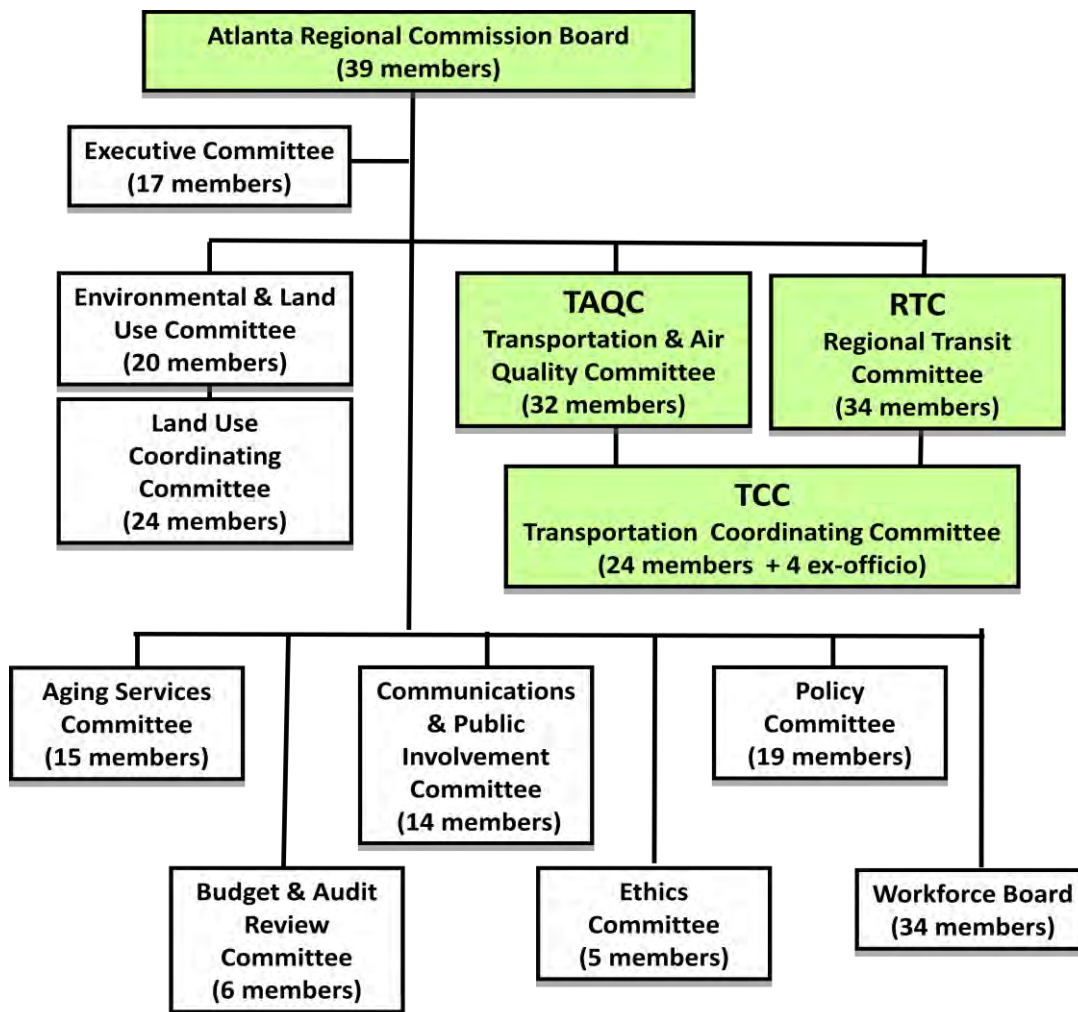 Atlanta Regional Commission Board
(39 members)
Executive Committee
(17 members)
Environmental & Land
Use Committee
(20 members)
Land Use
Coordinating
Committee
(24 members)
TAQC
Transportation & Air
Quality Committee
(32 members)
RTC
Regional Transit
Committee
(34 members)
TCC
Transportation Coordinating Committee
(24 members + 4 ex-officio)
Aging Services
Committee
(15 members)
Communications
& Public
Involvement
Committee
(14 members)
Policy
Committee
(19 members)
Budget & Audit
Review
Committee
(6 members)
Ethics
Committee
(5 members)
Workforce Board
(34 members)